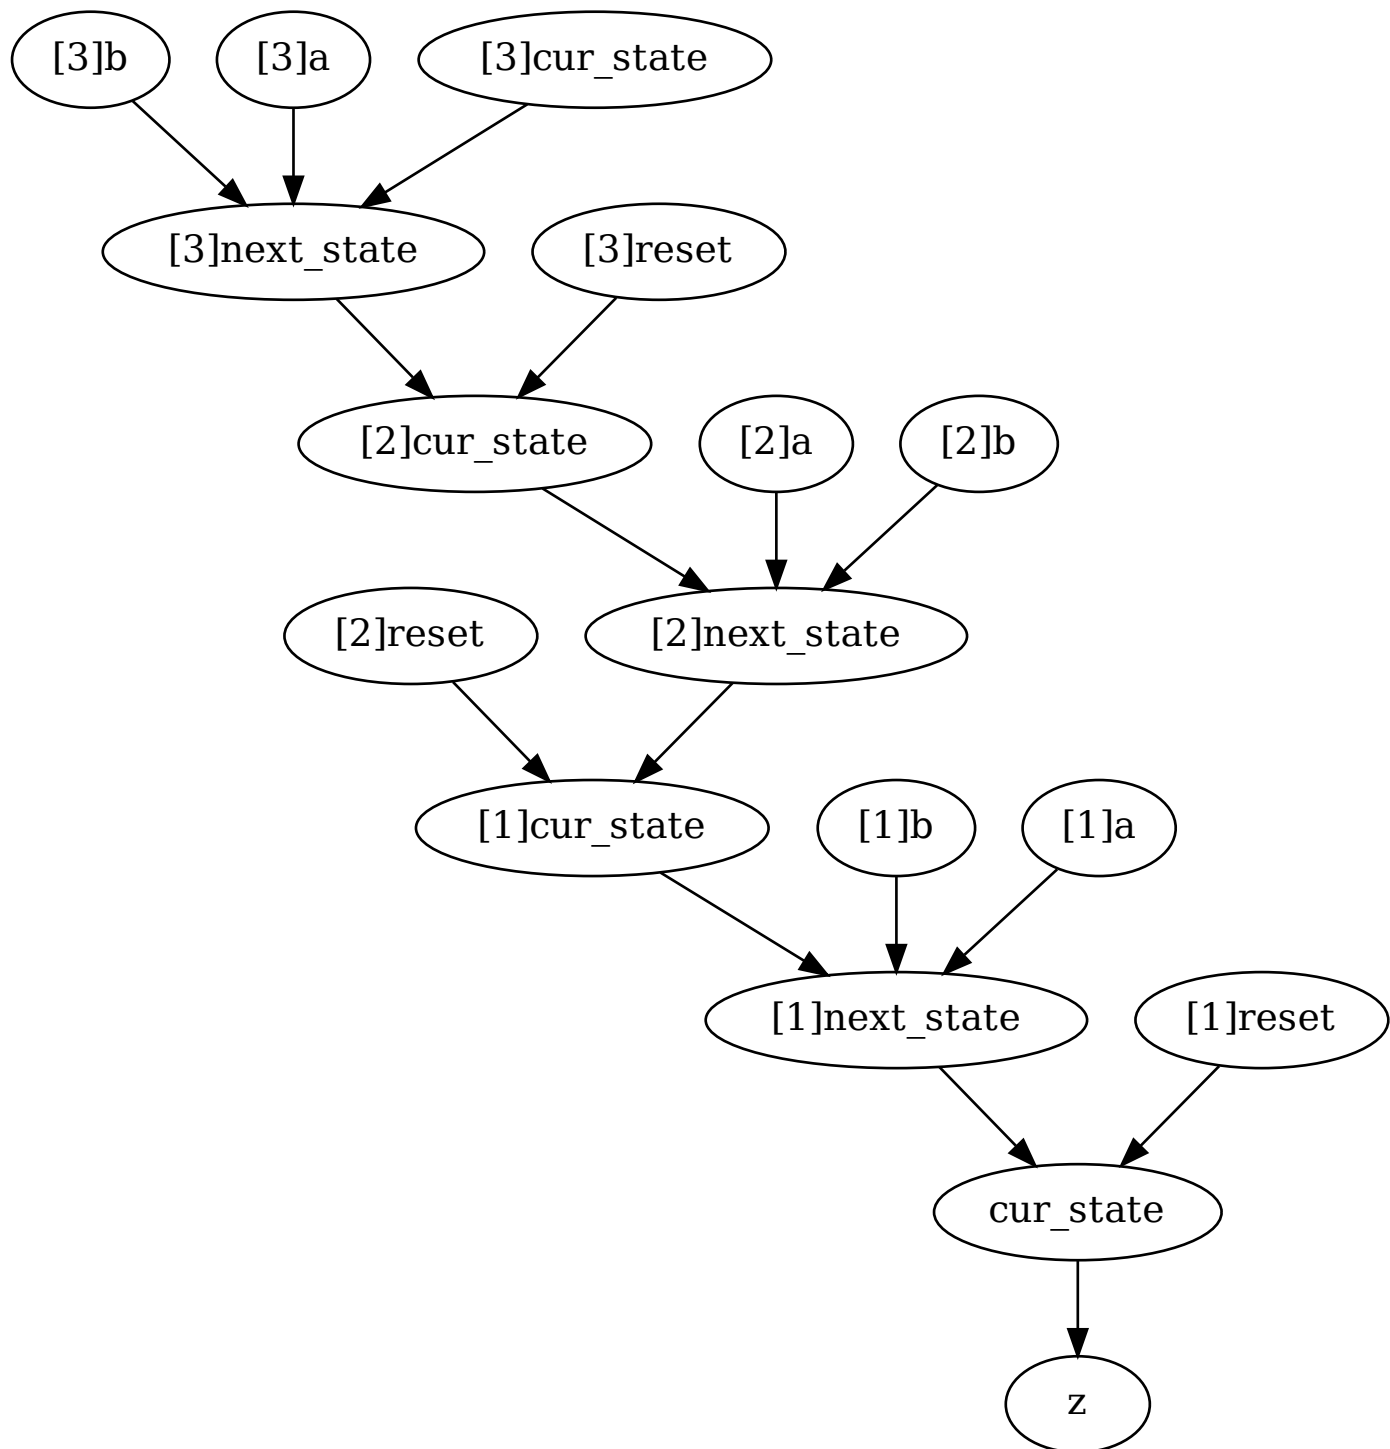 [3]b
[3]a
[3]cur_state
[3]next_state
[3]reset
[2]cur_state
[2]a
[2]b
[2]reset
[2]next_state
[1]cur_state
[1]b
[1]a
[1]next_state
[1]reset
cur_state
z